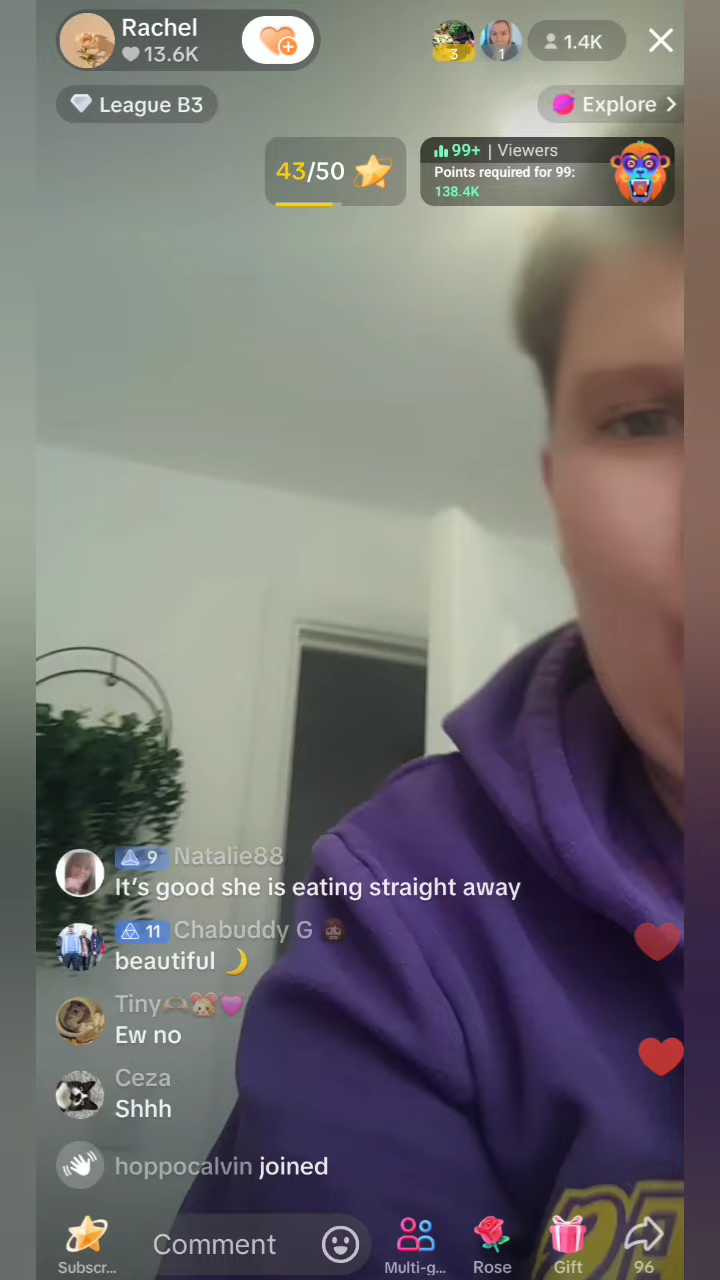 Rachel
13.6K
3
1
1.4K
League B3
Explore
43/50
99+ | Viewers
Points required for 99:
138.4K
9 Natalie88
It’s good she is eating straight away
11 Chabuddy G
beautiful 🌙
Tiny🫶🐹💗
Ew no
Ceza
Shhh
hoppocalvin joined
Comment
Subscr...
Multi-g...
Rose
Gift
96